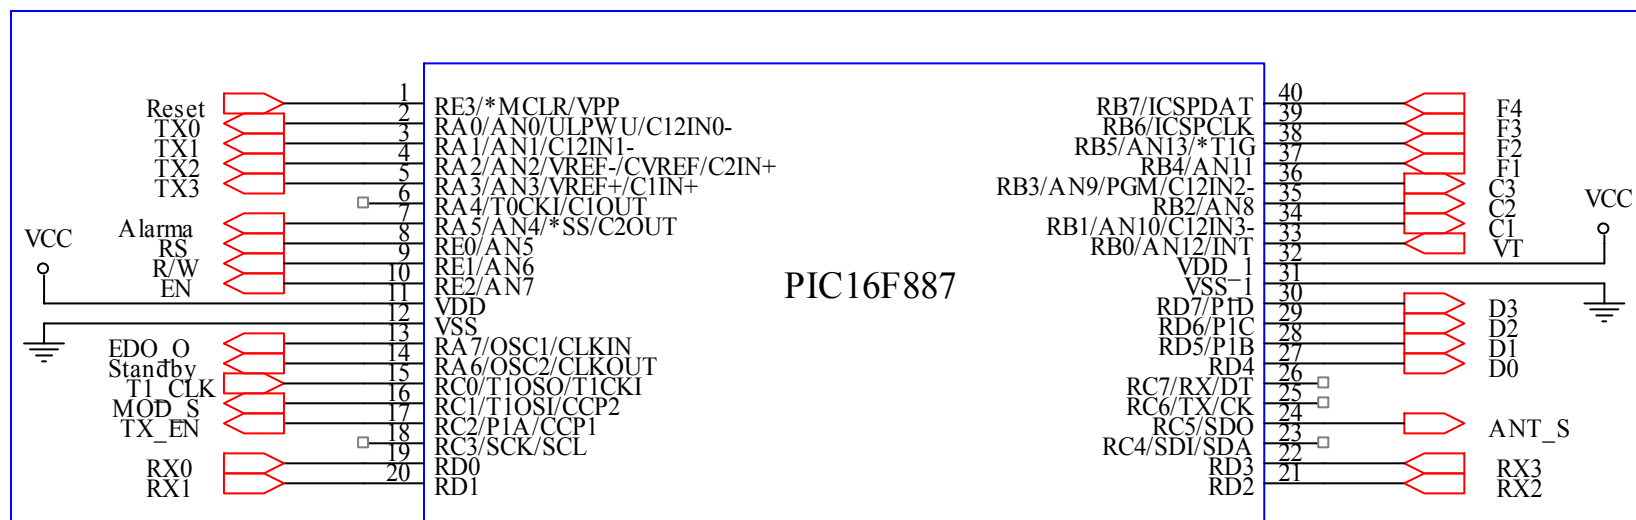 1 40
Reset RE3/*MCLR/VPP RB7/ICSPDAT F4
2 39
TX0 RA0/AN0/ULPWU/C12IN0- RB6/ICSPCLK F3
3 38
TX1 RA1/AN1/C12IN1- RB5/AN13/*T1G F2
4 37
TX2 RA2/AN2/VREF-/CVREF/C2IN+ RB4/AN11 F1
5 36
TX3 RA3/AN3/VREF+/C1IN+ RB3/AN9/PGM/C12IN2- C3
6 35
RA4/T0CKI/C1OUT RB2/AN8 C2
7 34
Alarma RA5/AN4/*SS/C2OUT RB1/AN10/C12IN3- C1
VCC VCC
8 33
RS RE0/AN5 RB0/AN12/INT VT
9 32
R/W RE1/AN6 VDD_1
10 31
EN RE2/AN7 PIC16F887 VSS_1
11 30
VDD RD7/P1D D3
12 29
VSS RD6/P1C D2
13 28
EDO_O RA7/OSC1/CLKIN RD5/P1B D1
14 27
Standby RA6/OSC2/CLKOUT RD4 D0
15 26
T1_CLK RC0/T1OSO/T1CKI RC7/RX/DT
16 25
MOD_S RC1/T1OSI/CCP2 RC6/TX/CK
17 24
TX_EN RC2/P1A/CCP1 RC5/SDO ANT_S
18 23
RC3/SCK/SCL RC4/SDI/SDA
19 22
RX0 RD0 RD3 RX3
20 21
RX1 RD1 RD2 RX2